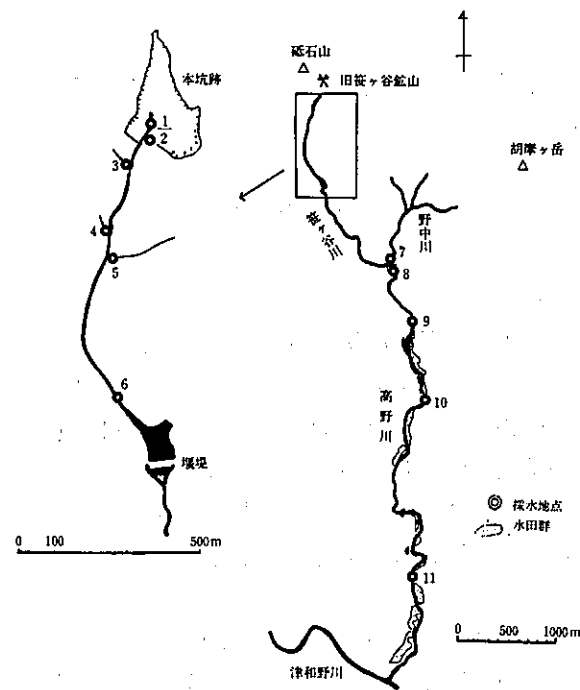 砥石山
本坑跡
旧笹ヶ谷鉱山
1
2
胡摩ヶ岳
3
笹ヶ谷川
野中川
4
5
7
8
9
6
高野川
10
堰堤
採水地点
水田群
0 100 500m
11
0 500 1000m
津和野川